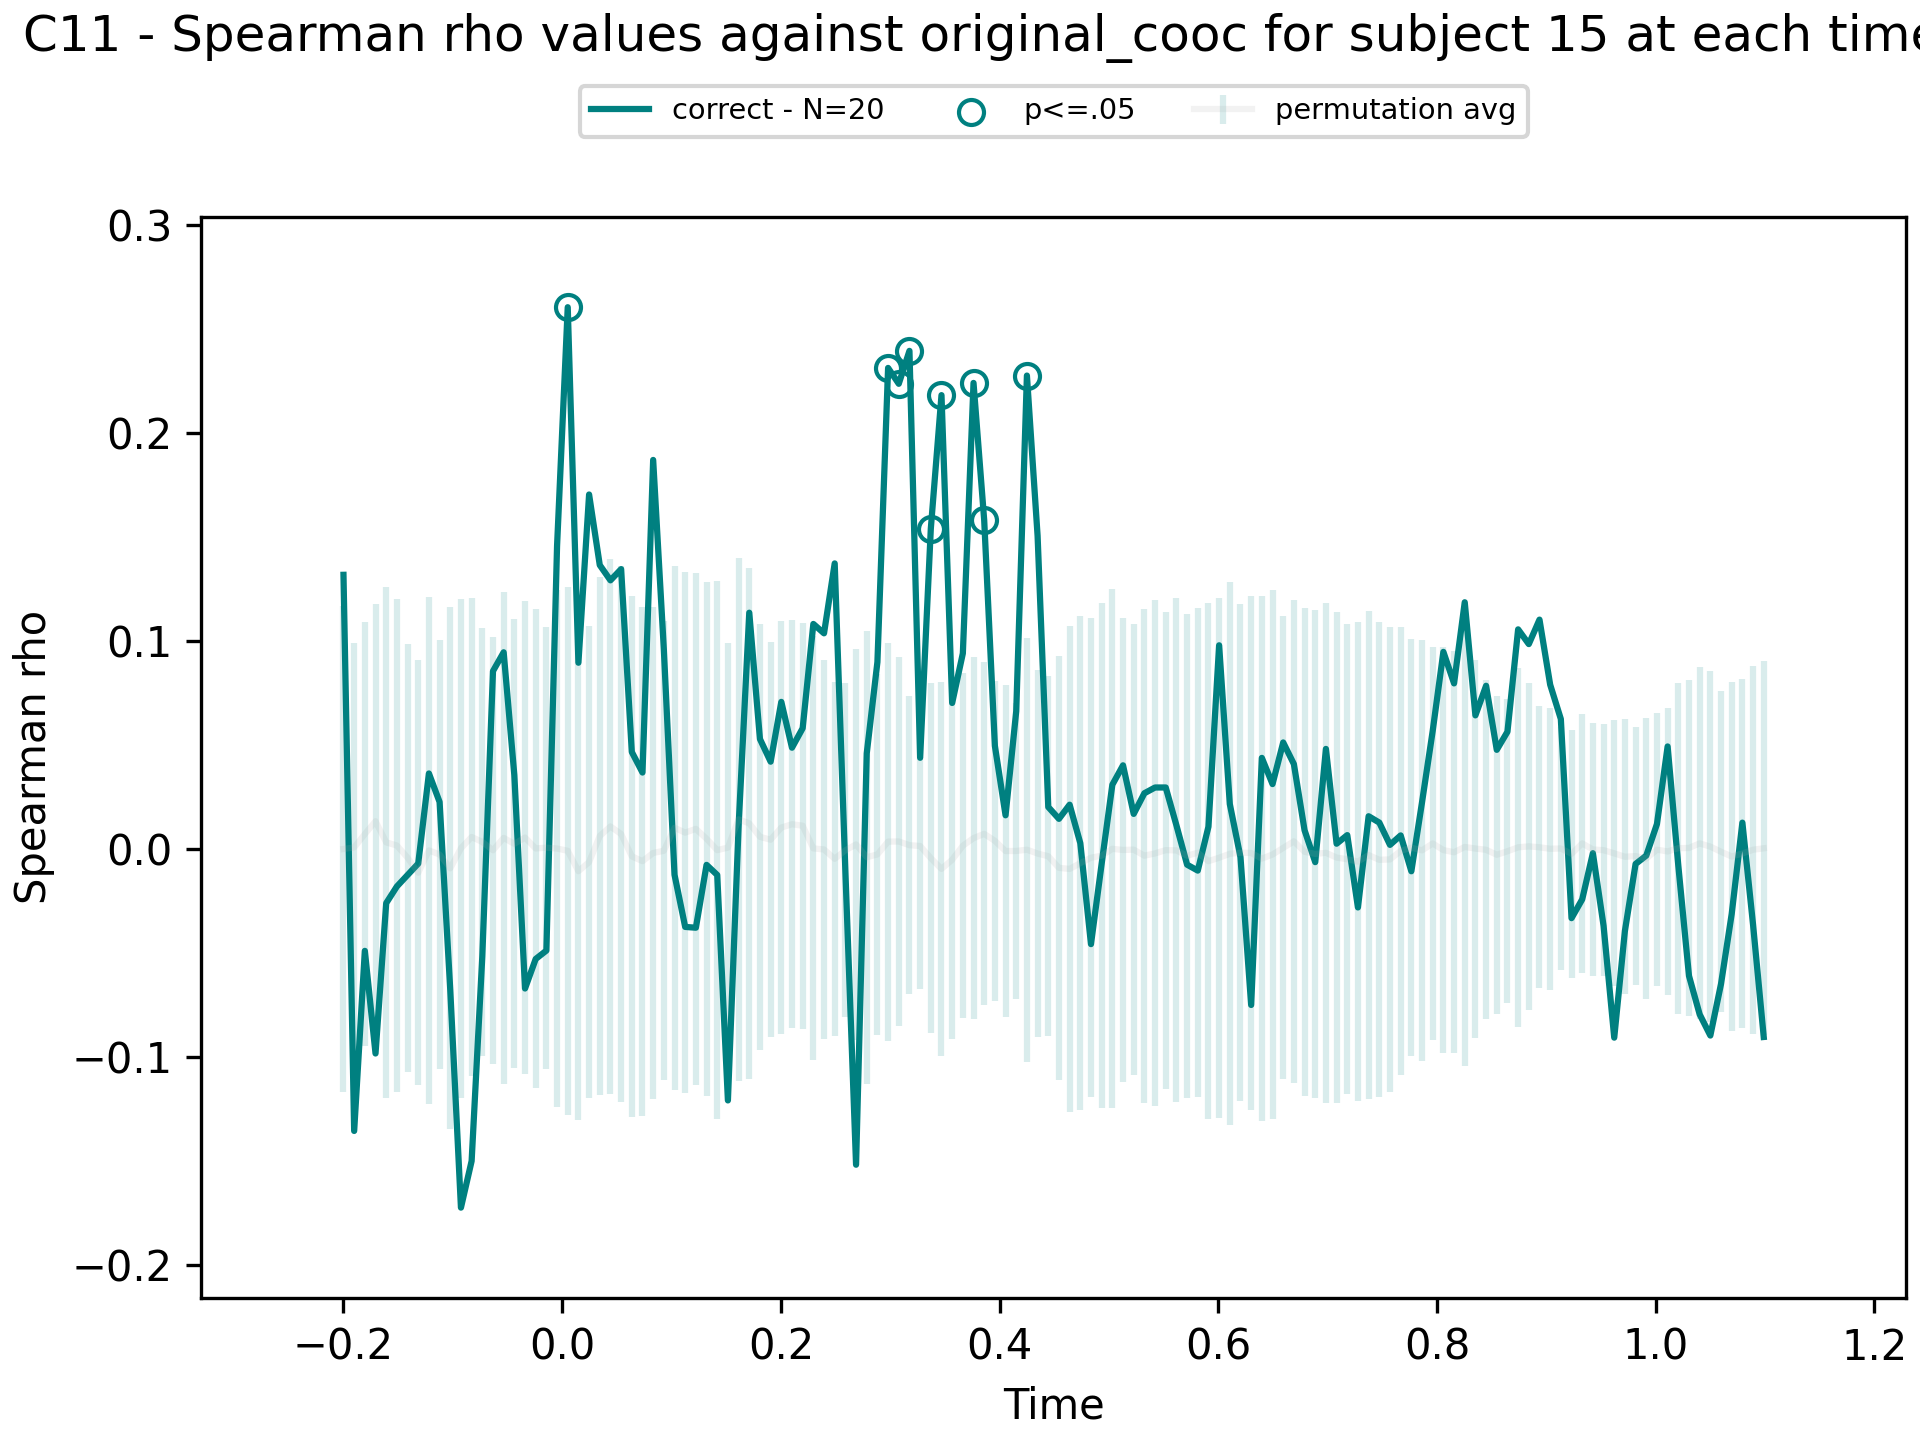 C11 - Spearman rho values against original_cooc for subject 15 at each time
correct - N=20 p<=.05 permutation avg
0.3
0.2
0.1
0.0
−0.1
−0.2
Spearman rho
−0.2 0.0 0.2 0.4 0.6 0.8 1.0 1.2
Time